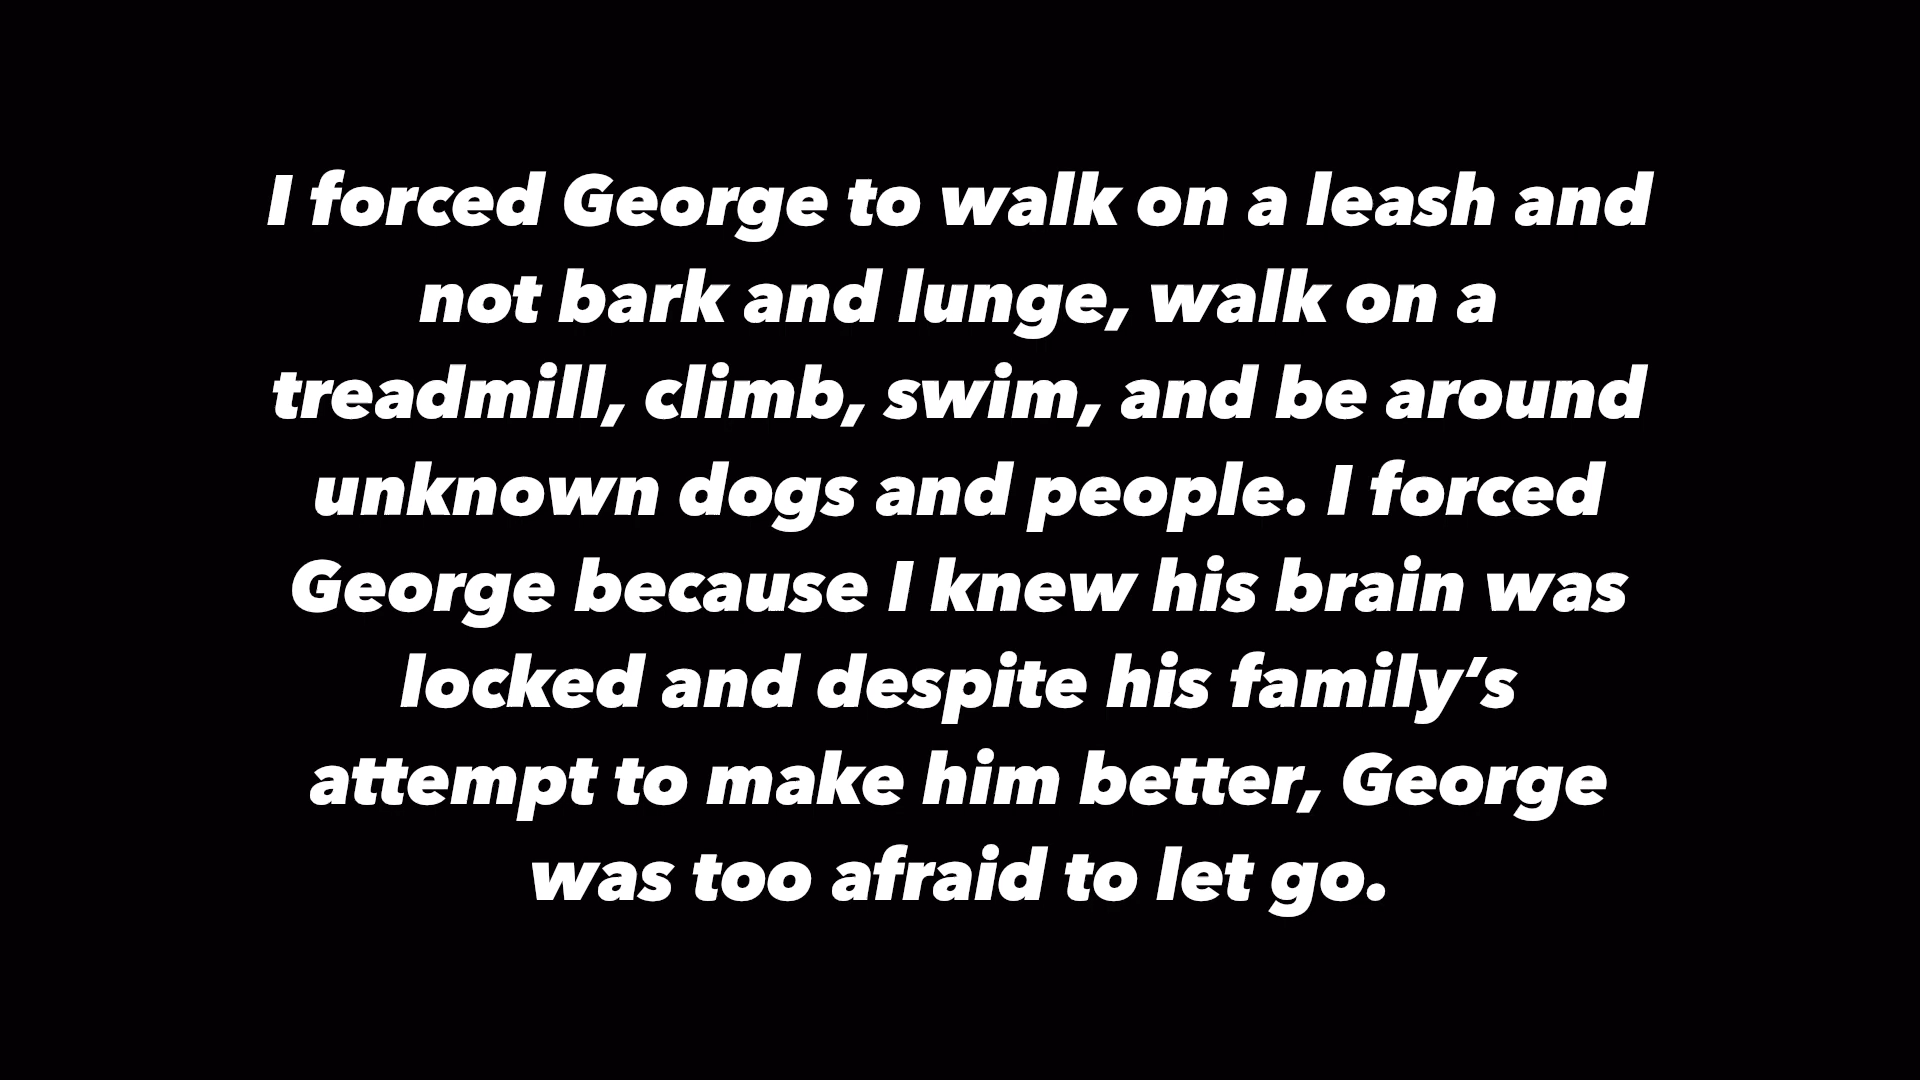 I forced George to walk on a leash and
not bark and lunge, walk on a
treadmill, climb, swim, and be around
unknown dogs and people. I forced
George because I knew his brain was
locked and despite his family’s
attempt to make him better, George
was too afraid to let go.